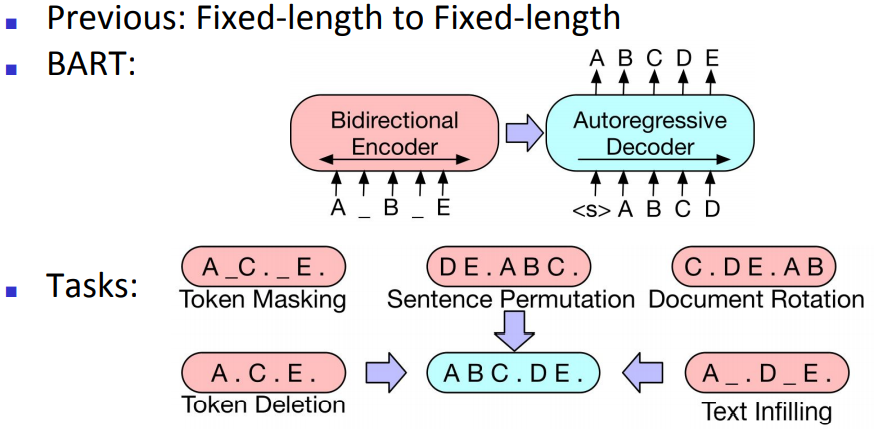 Previous: Fixed-length to Fixed-length
BART:
A B C D E
Bidirectional
Encoder
Autoregressive
Decoder
A _ B _ E
<s> A B C D
Tasks:
A _C . _ E .
D E . A B C .
C . D E . A B
Token Masking
Sentence Permutation
Document Rotation
A . C . E .
A B C . D E .
A _ . D _ E .
Token Deletion
Text Infilling